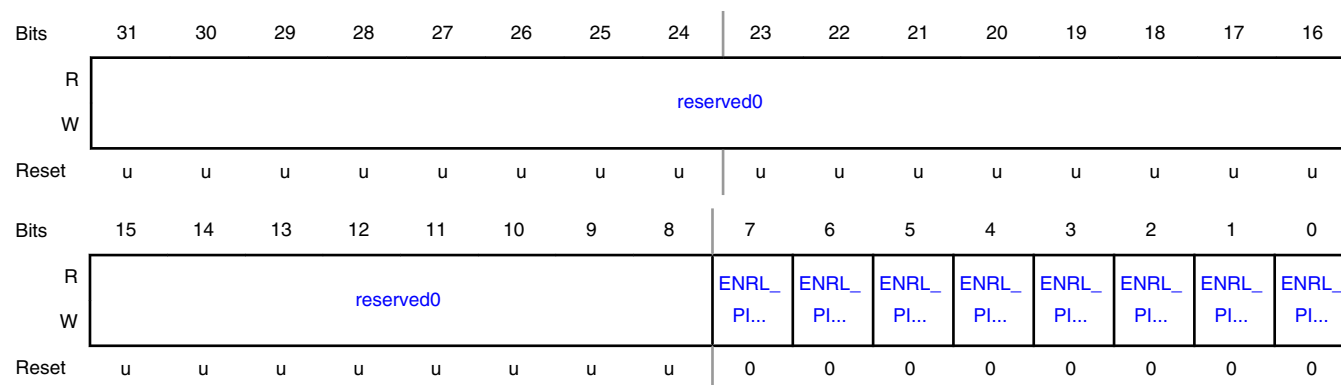 Bits 31 30 29 28 27 26 25 24 23 22 21 20 19 18 17 16
R
reserved0
W
Reset u u u u u u u u u u u u u u u u
Bits 15 14 13 12 11 10 9 8 7 6 5 4 3 2 1 0
R ENRL_ ENRL_ ENRL_ ENRL_ ENRL_ ENRL_ ENRL_ ENRL_
reserved0
W PI... PI... PI... PI... PI... PI... PI... PI...
Reset u u u u u u u u 0 0 0 0 0 0 0 0